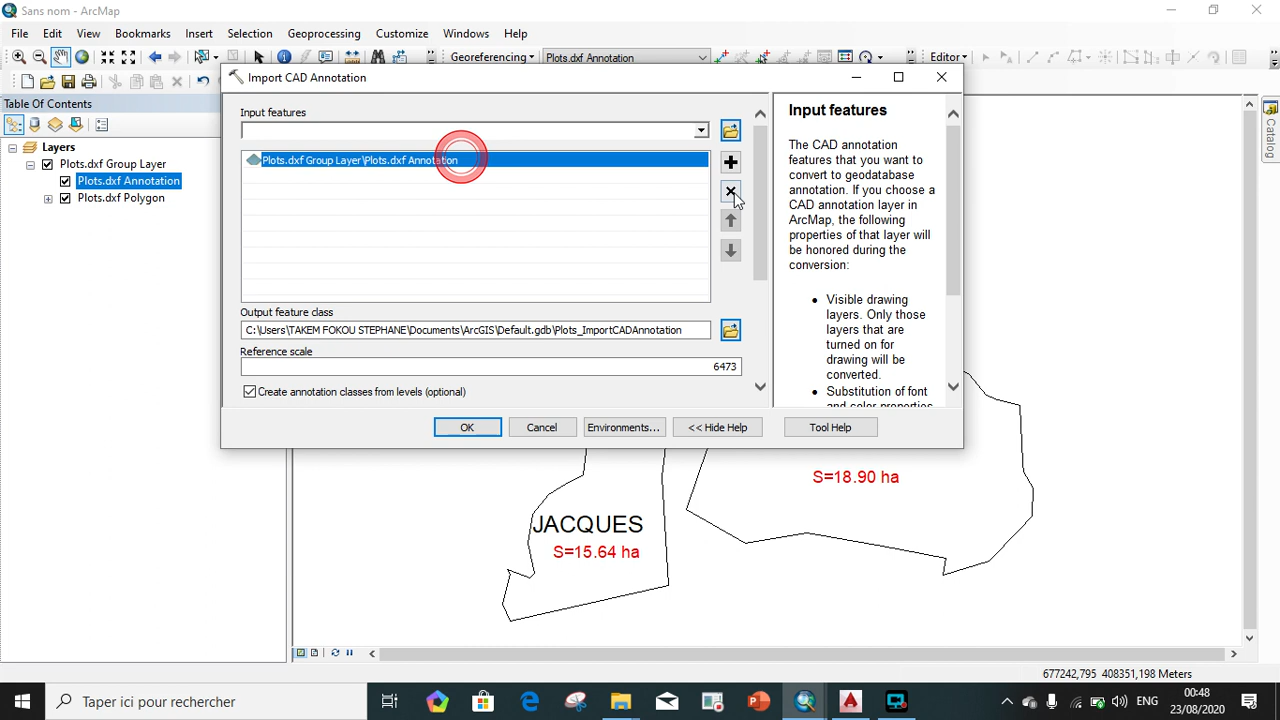 Sans nom - ArcMap
File Edit View Bookmarks Insert Selection Geoprocessing Customize Windows Help
Georeferencing Plots.dxf Annotation Editor
Table Of Contents
Layers
Plots.dxf Group Layer
Plots.dxf Annotation
Plots.dxf Polygon
Import CAD Annotation
Input features
Plots.dxf Group Layer\Plots.dxf Annotation
Output feature class
C:\Users\TAKEM FOKOU STEPHANE\Documents\ArcGIS\Default.gdb\Plots_ImportCADAnnotation
Reference scale
6473
Create annotation classes from levels (optional)
OK Cancel Environments... << Hide Help Tool Help
Input features
The CAD annotation
features that you want to
convert to geodatabase
annotation. If you choose a
CAD annotation layer in
ArcMap, the following
properties of that layer will
be honored during the
conversion:
• Visible drawing
layers. Only those
layers that are
turned on for
drawing will be
converted.
• Substitution of font
and color properties
Catalog
S=18.90 ha
JACQUES
S=15.64 ha
677242,795 408351,198 Meters
Taper ici pour rechercher
ENG
00:48
23/08/2020